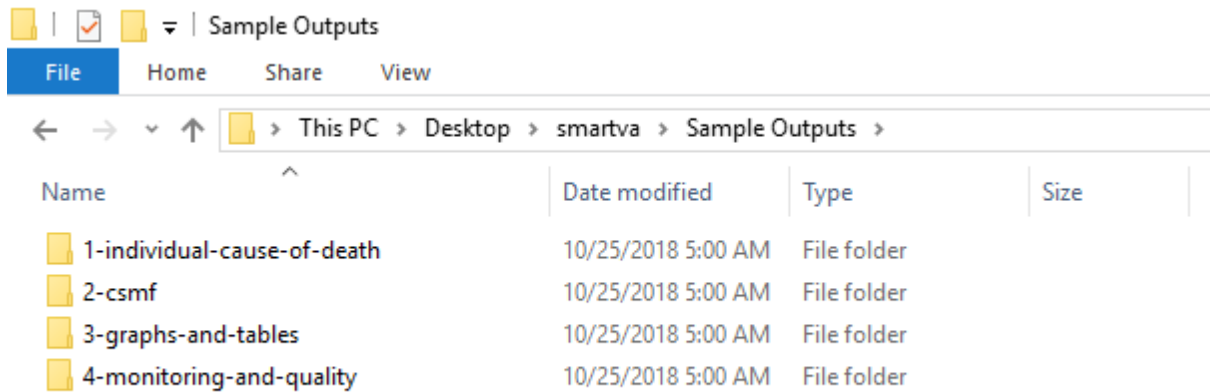 Sample Outputs
File Home Share View
This PC > Desktop > smartva > Sample Outputs >
Name Date modified Type Size
1-individual-cause-of-death 10/25/2018 5:00 AM File folder
2-csmf 10/25/2018 5:00 AM File folder
3-graphs-and-tables 10/25/2018 5:00 AM File folder
4-monitoring-and-quality 10/25/2018 5:00 AM File folder